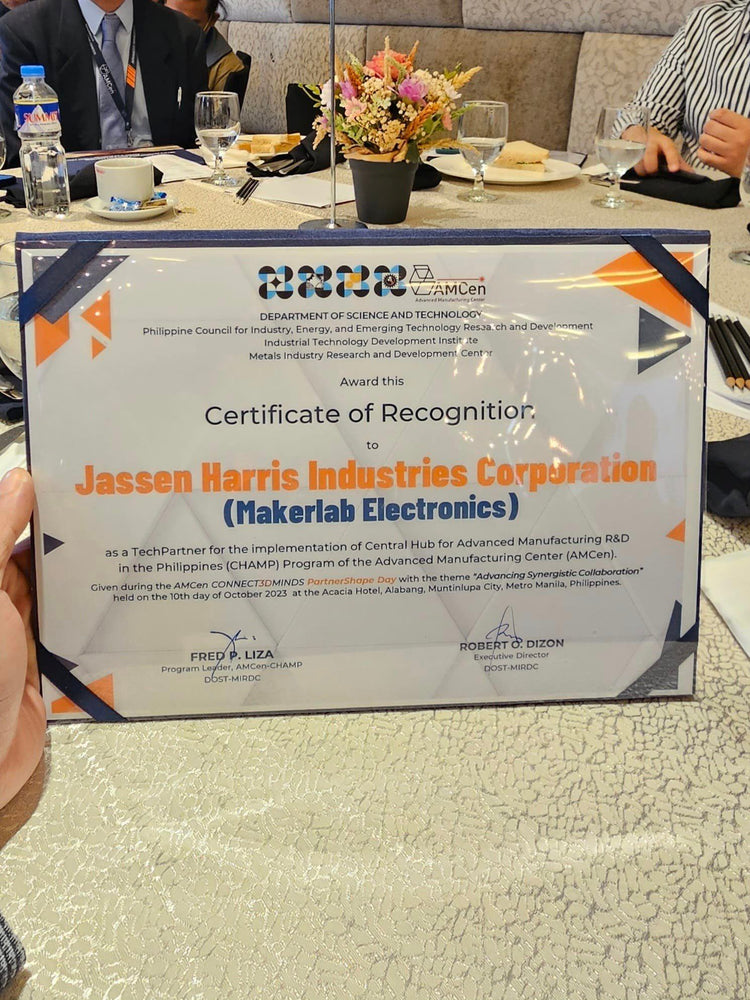 SUMMIT
AMCen
AMCen
Advanced Manufacturing Center
DEPARTMENT OF SCIENCE AND TECHNOLOGY
Philippine Council for Industry, Energy, and Emerging Technology Research and Development
Industrial Technology Development Institute
Metals Industry Research and Development Center
Award this
Certificate of Recognition
to
Jassen Harris Industries Corporation
(Makerlab Electronics)
as a TechPartner for the implementation of Central Hub for Advanced Manufacturing R&D
in the Philippines (CHAMP) Program of the Advanced Manufacturing Center (AMCen).
Given during the AMCen CONNECT3DMINDS PartnerShape Day with the theme "Advancing Synergistic Collaboration"
held on the 10th day of October 2023 at the Acacia Hotel, Alabang, Muntinlupa City, Metro Manila, Philippines.
FRED P. LIZA
Program Leader, AMCen-CHAMP
DOST-MIRDC
ROBERT O. DIZON
Executive Director
DOST-MIRDC